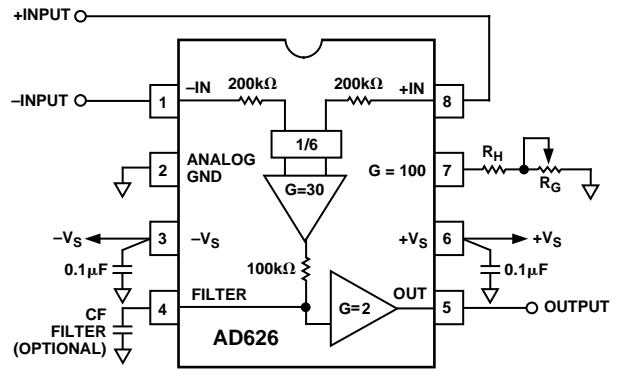 +INPUT
–INPUT
1
–IN
200kΩ
200kΩ
+IN
8
1/6
2
ANALOG
GND
G=30
G = 100
7
R_H
R_G
–V_S
3
–V_S
+V_S
6
+V_S
0.1μF
0.1μF
100kΩ
4
FILTER
G=2
OUT
5
OUTPUT
CF
FILTER
(OPTIONAL)
AD626